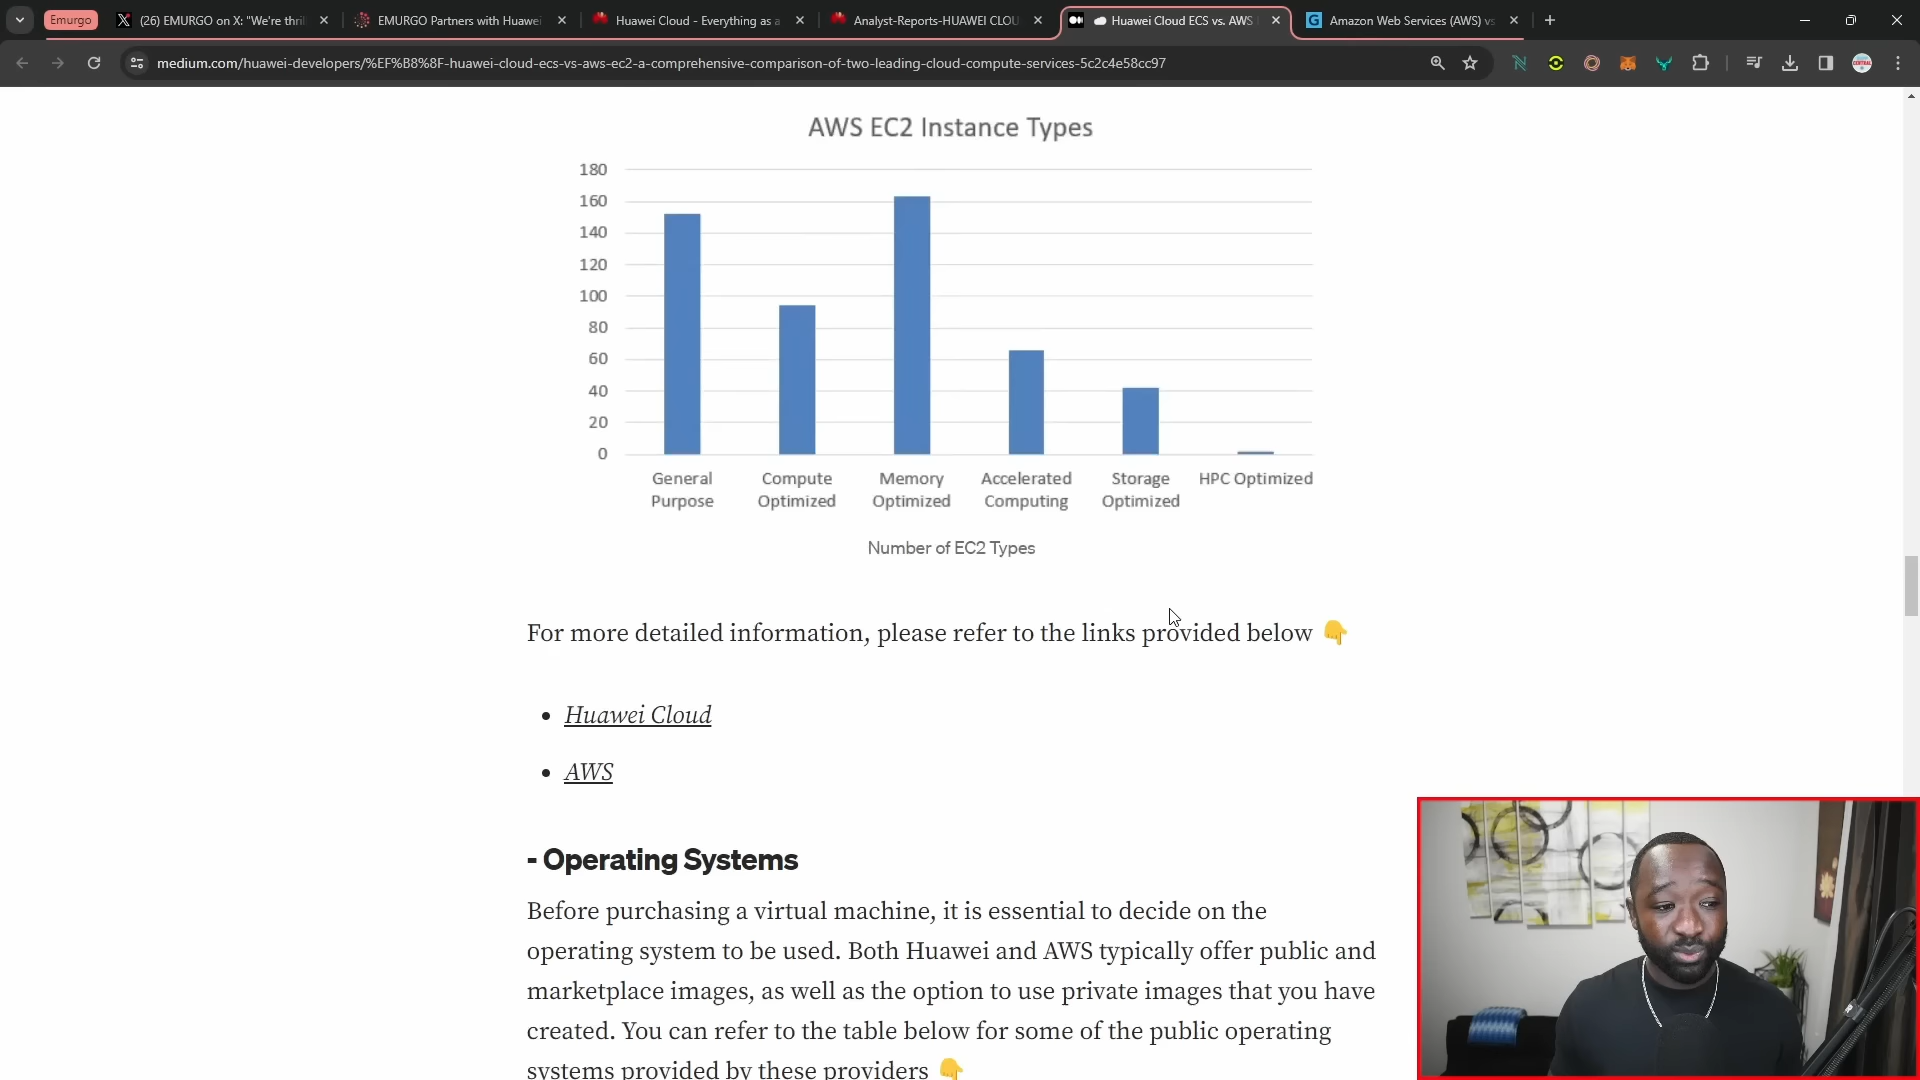 Emurgo
(26) EMURGO on X: "We're thri
EMURGO Partners with Huawei
Huawei Cloud - Everything as a
Analyst-Reports-HUAWEI CLOU
Huawei Cloud ECS vs. AWS
Amazon Web Services (AWS) vs
medium.com/huawei-developers/%EF%B8%8F-huawei-cloud-ecs-vs-aws-ec2-a-comprehensive-comparison-of-two-leading-cloud-compute-services-5c2c4e58cc97
AWS EC2 Instance Types
180
160
140
120
100
80
60
40
20
0
General Purpose
Compute Optimized
Memory Optimized
Accelerated Computing
Storage Optimized
HPC Optimized
Number of EC2 Types
For more detailed information, please refer to the links provided below 👇
• Huawei Cloud
• AWS
- Operating Systems
Before purchasing a virtual machine, it is essential to decide on the
operating system to be used. Both Huawei and AWS typically offer public and
marketplace images, as well as the option to use private images that you have
created. You can refer to the table below for some of the public operating
systems provided by these providers 👇